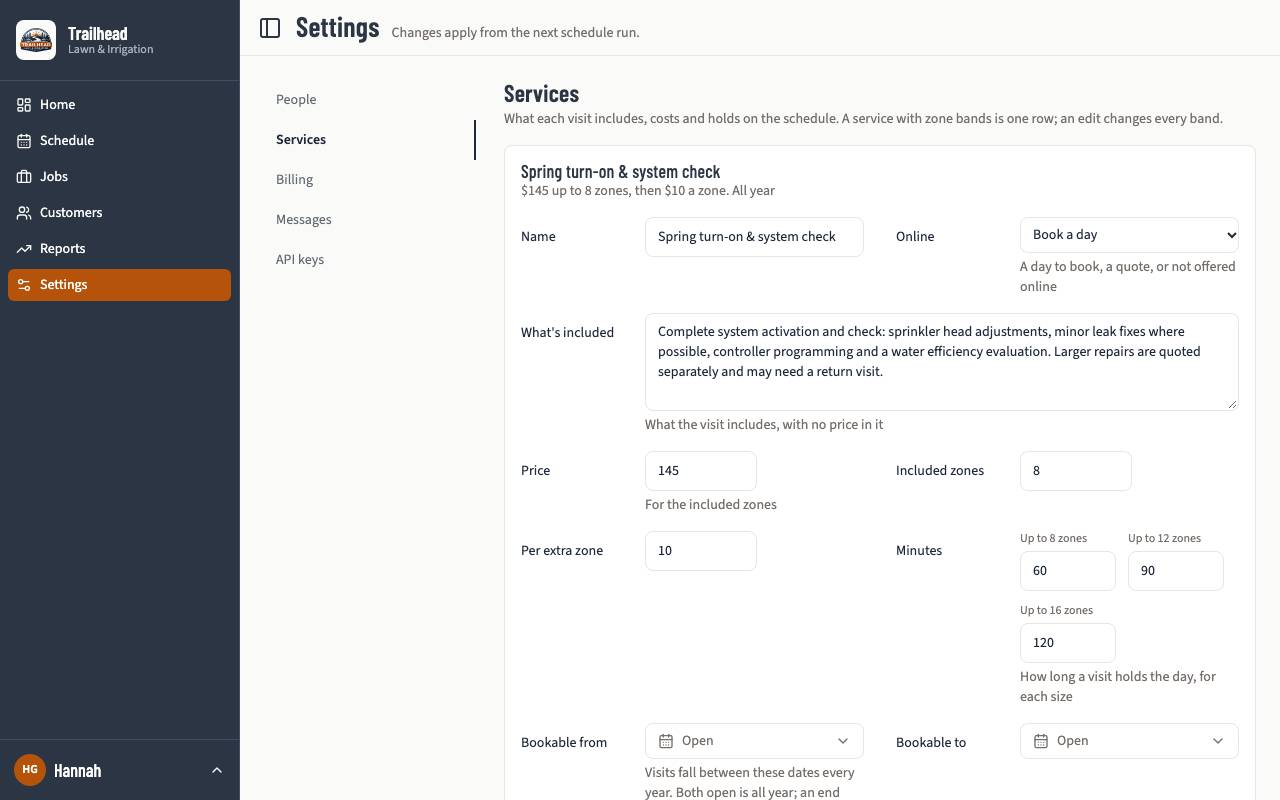 Trailhead
Lawn & Irrigation
Home
Schedule
Jobs
Customers
Reports
Settings
HG
Hannah
Settings
Changes apply from the next schedule run.
People
Services
Billing
Messages
API keys
Services
What each visit includes, costs and holds on the schedule. A service with zone bands is one row; an edit changes every band.
Spring turn-on & system check
$145 up to 8 zones, then $10 a zone. All year
Name
Spring turn-on & system check
Online
Book a day
A day to book, a quote, or not offered
online
What's included
Complete system activation and check: sprinkler head adjustments, minor leak fixes where
possible, controller programming and a water efficiency evaluation. Larger repairs are quoted
separately and may need a return visit.
What the visit includes, with no price in it
Price
145
For the included zones
Included zones
8
Per extra zone
10
Minutes
Up to 8 zones
Up to 12 zones
60
90
Up to 16 zones
120
How long a visit holds the day, for
each size
Bookable from
Open
Visits fall between these dates every
year. Both open is all year; an end
Bookable to
Open